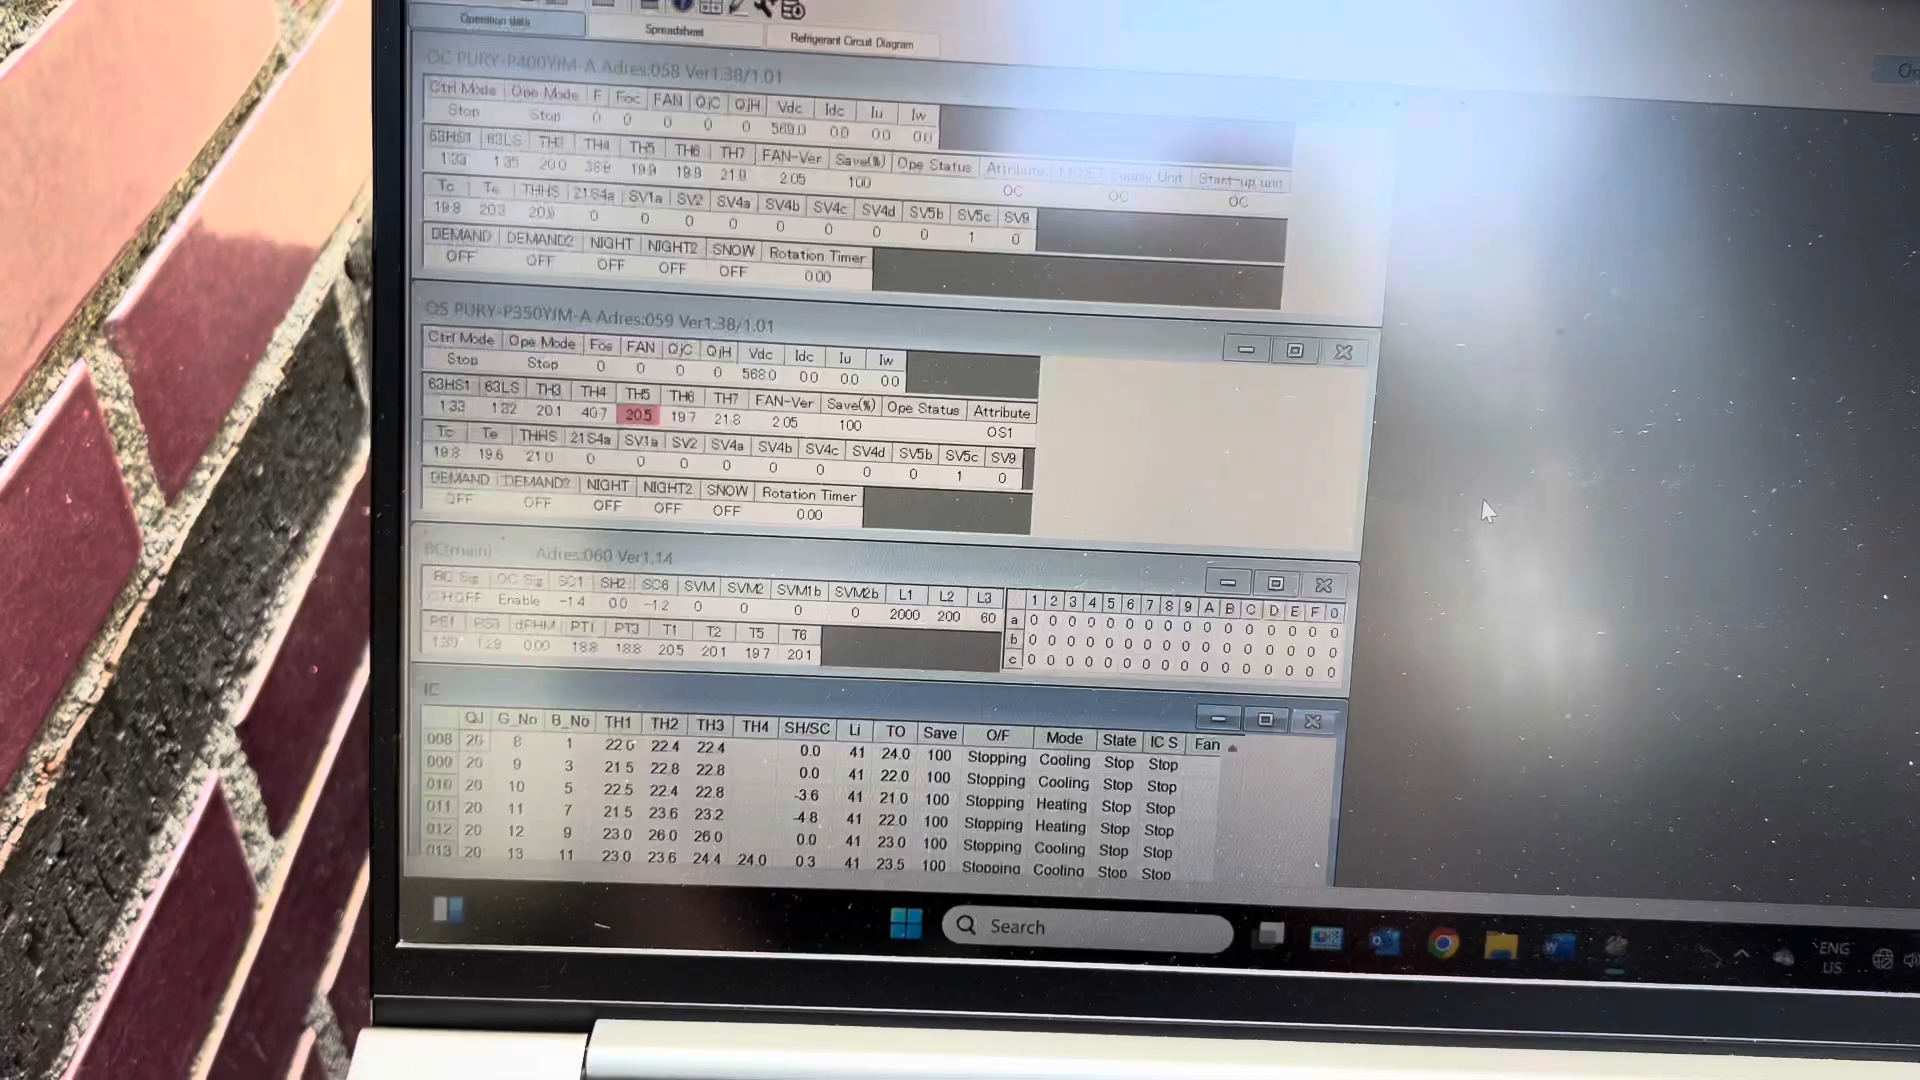 Operation data Spreadsheet Refrigerant Circuit Diagram
OC PURY-P400YJM-A Adres:058 Ver1.38/1.01
Ctrl Mode Ope Mode F Foc FAN QjC QjH Vdc Idc Iu Iw
Stop Stop 0 0 0 0 0 569.0 0.0 0.0 0.0
63HS1 63LS TH3 TH4 TH5 TH6 TH7 FAN-Ver Save(%) Ope Status Attribute M-NET Supply Unit Start-up unit
1.33 1.35 20.0 19.9 19.9 21.9 2.05 100 OC OC OC
Tc Te THHS 21S4a SV1a SV2 SV4a SV4b SV4c SV4d SV5b SV5c SV9
19.8 20.3 20.9 0 0 0 0 0 0 0 0 1 0
DEMAND DEMAND2 NIGHT NIGHT2 SNOW Rotation Timer
OFF OFF OFF OFF OFF 0.00
OS PURY-P350YJM-A Adres:059 Ver1.38/1.01
Ctrl Mode Ope Mode Foc FAN QjC QjH Vdc Idc Iu Iw
Stop Stop 0 0 0 0 568.0 0.0 0.0 0.0
63HS1 63LS TH3 TH4 TH5 TH6 TH7 FAN-Ver Save(%) Ope Status Attribute
1.33 1.32 20.1 40.7 20.5 19.7 21.8 2.05 100 OS1
Tc Te THHS 21S4a SV1a SV2 SV4a SV4b SV4c SV4d SV5b SV5c SV9
19.8 19.6 21.0 0 0 0 0 0 0 0 0 1 0
DEMAND DEMAND2 NIGHT NIGHT2 SNOW Rotation Timer
OFF OFF OFF OFF OFF 0.00
BC(main) Adres:060 Ver1.14
BC Sig OC Sig SC1 SH2 SC6 SVM SVM2 SVM1b SVM2b L1 L2 L3
Enable -1.4 0.0 -1.2 0 0 0 0 2000 200 60
PS1 PS3 dPHM PT1 PT3 T1 T2 T5 T6
1.29 0.00 18.8 18.8 20.5 20.1 19.7 20.1
1 2 3 4 5 6 7 8 9 A B C D E F 0
a 0 0 0 0 0 0 0 0 0 0 0 0 0 0 0 0
b 0 0 0 0 0 0 0 0 0 0 0 0 0 0 0 0
c 0 0 0 0 0 0 0 0 0 0 0 0 0 0 0 0
IC
QJ G_No B_No TH1 TH2 TH3 TH4 SH/SC Li TO Save O/F Mode State IC S Fan
008 20 8 1 22.0 22.4 22.4 0.0 41 24.0 100 Stopping Cooling Stop Stop
009 20 9 3 21.5 22.8 22.8 0.0 41 22.0 100 Stopping Cooling Stop Stop
010 20 10 5 22.5 22.4 22.8 -3.6 41 21.0 100 Stopping Heating Stop Stop
011 20 11 7 21.5 23.6 23.2 -4.8 41 22.0 100 Stopping Heating Stop Stop
012 20 12 9 23.0 26.0 26.0 0.0 41 23.0 100 Stopping Cooling Stop Stop
013 20 13 11 23.0 23.6 24.4 24.0 0.3 41 23.5 100 Stopping Cooling Stop Stop
Search
ENG
US